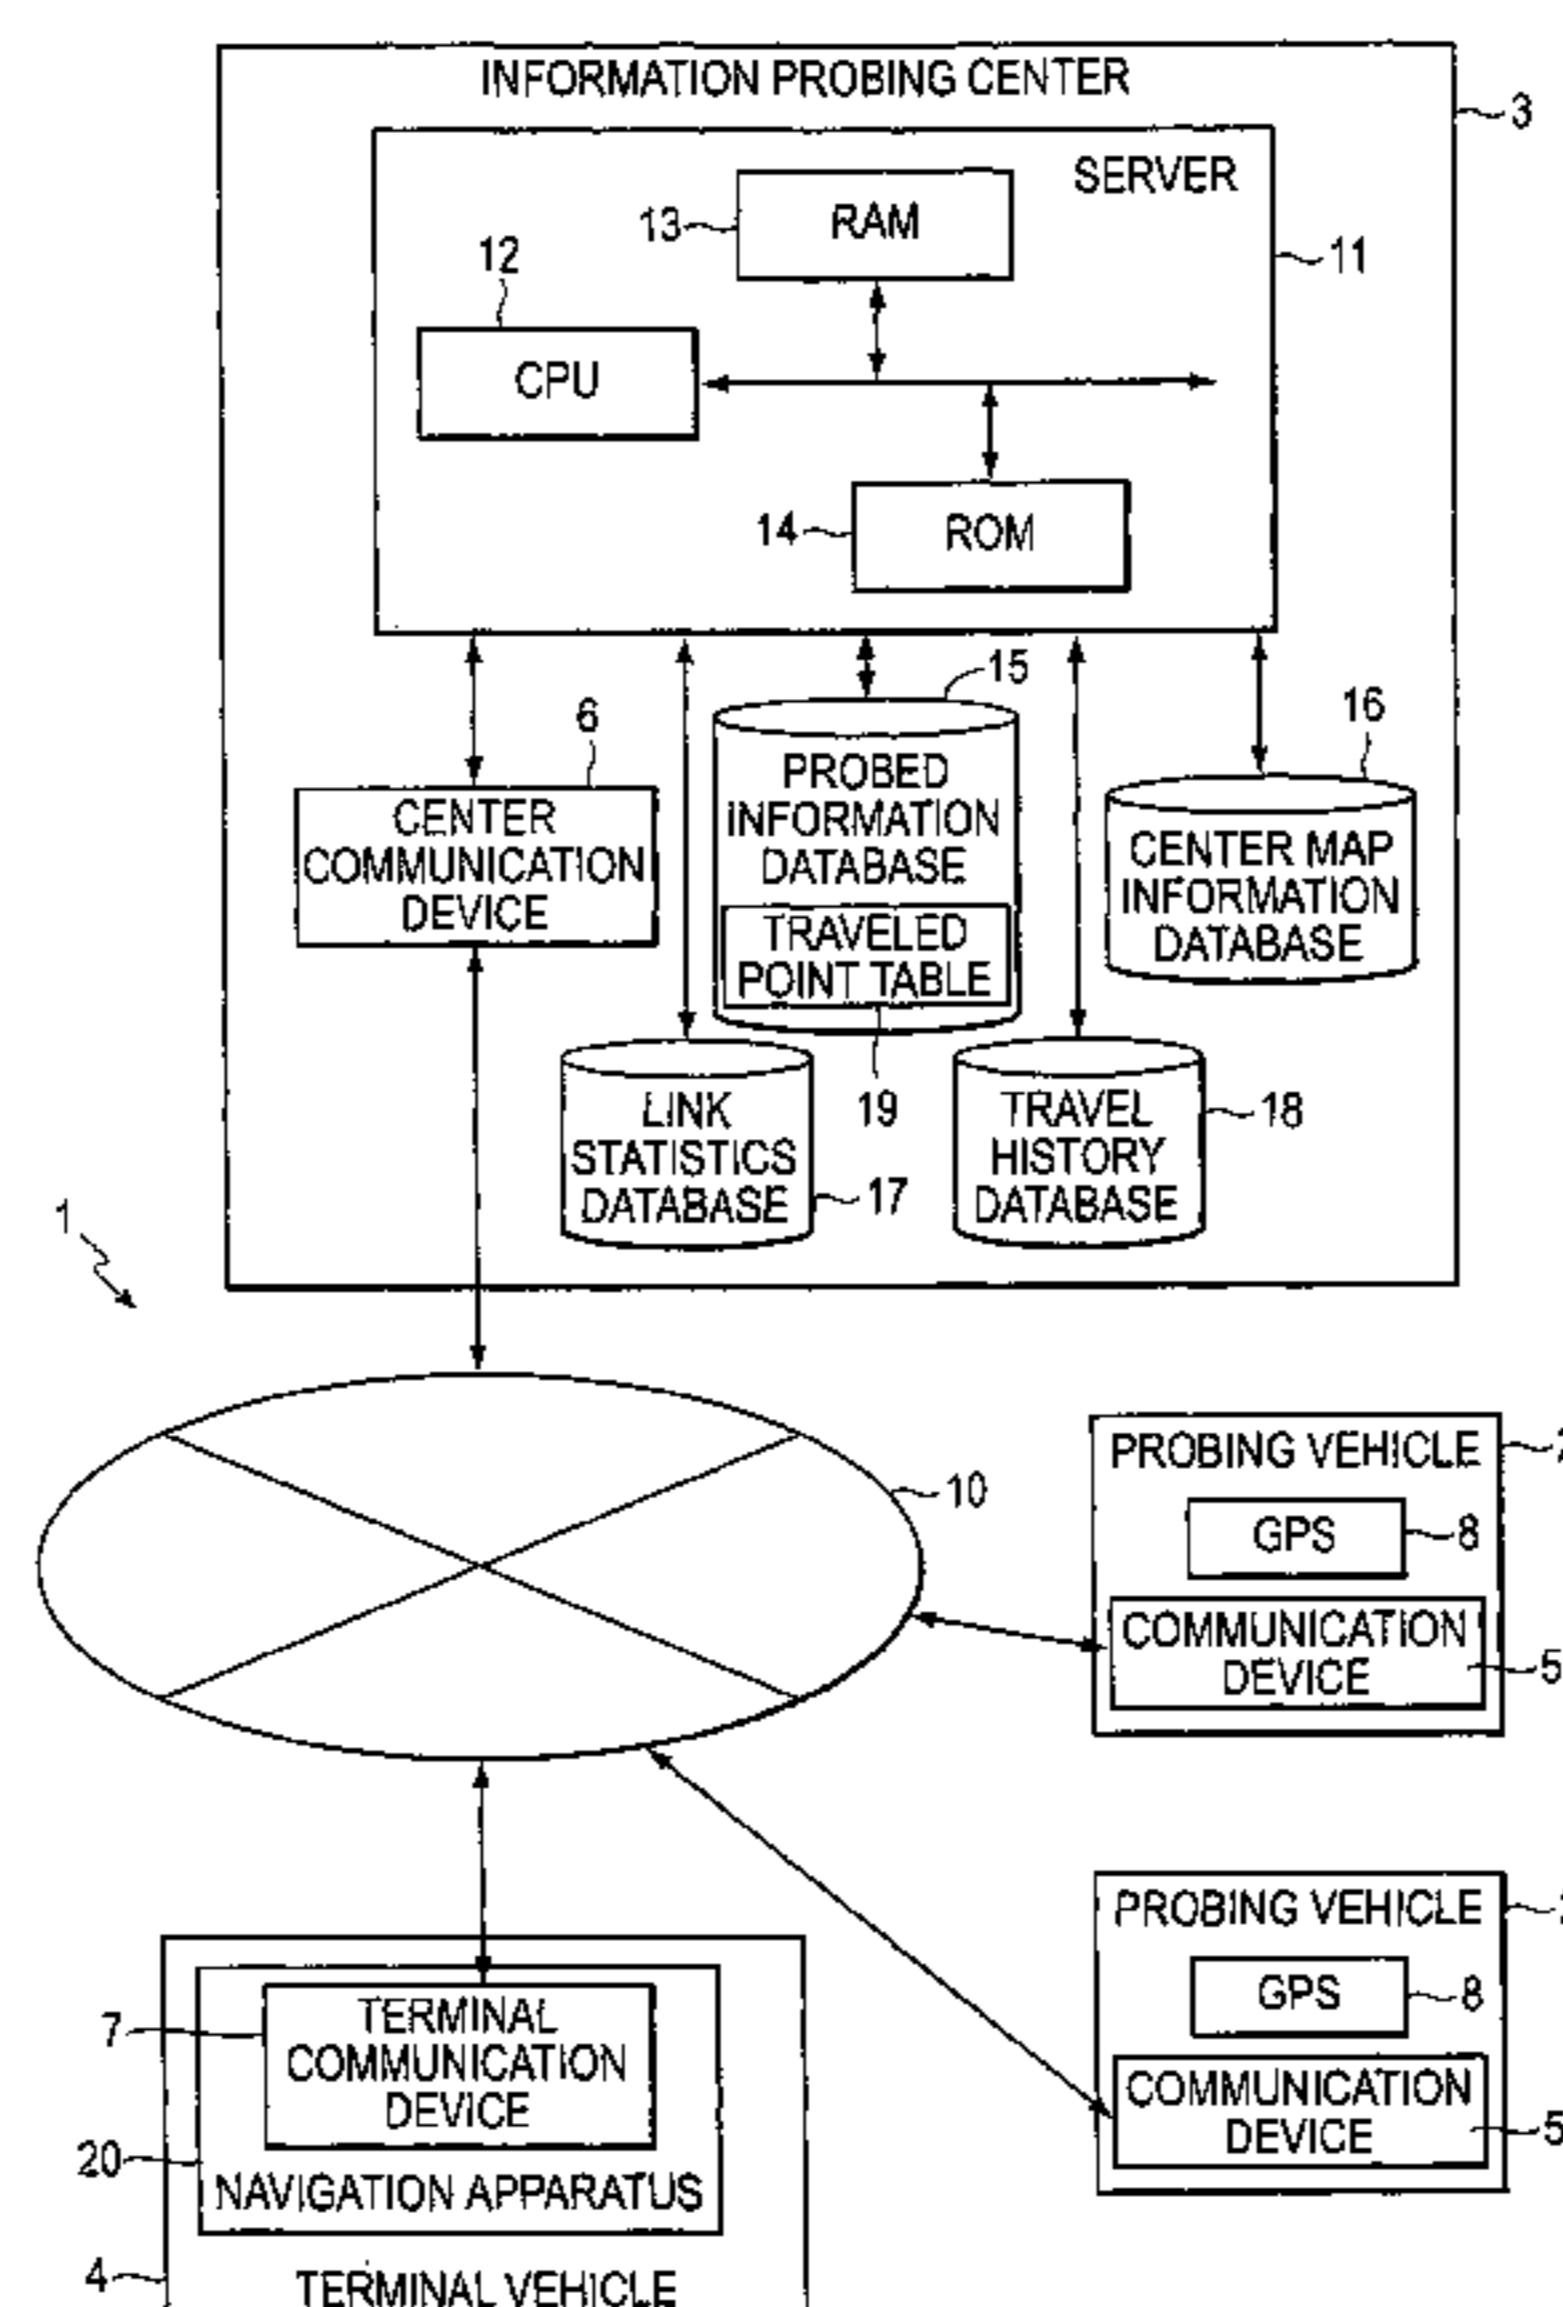 INFORMATION PROBING CENTER
3
SERVER
RAM
13
11
12
CPU
14
ROM
15
6
16
CENTER
COMMUNICATION
DEVICE
PROBED
INFORMATION
DATABASE
TRAVELED
POINT TABLE
CENTER MAP
INFORMATION
DATABASE
19
LINK
STATISTICS
DATABASE
17
TRAVEL
HISTORY
DATABASE
18
1
10
PROBING VEHICLE
2
GPS
8
COMMUNICATION
DEVICE
5
PROBING VEHICLE
GPS
8
COMMUNICATION
DEVICE
5
7
TERMINAL
COMMUNICATION
DEVICE
20
NAVIGATION APPARATUS
4
TERMINAL VEHICLE